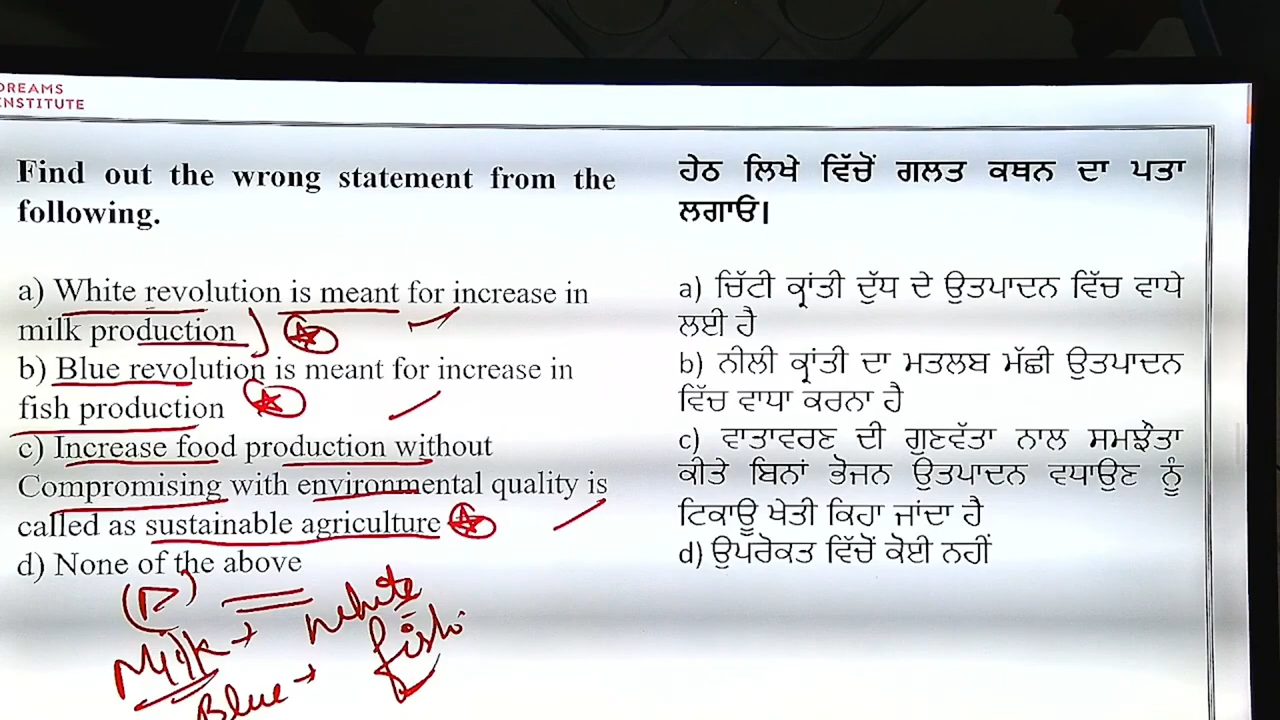 DREAMS
INSTITUTE
Find out the wrong statement from the
following.
a) White revolution is meant for increase in
milk production
b) Blue revolution is meant for increase in
fish production
c) Increase food production without
Compromising with environmental quality is
called as sustainable agriculture
d) None of the above
Milk → White
Blue → fish
ਹੇਠ ਲਿਖੇ ਵਿੱਚੋਂ ਗਲਤ ਕਥਨ ਦਾ ਪਤਾ
ਲਗਾਓ।
a) ਚਿੱਟੀ ਕ੍ਰਾਂਤੀ ਦੁੱਧ ਦੇ ਉਤਪਾਦਨ ਵਿੱਚ ਵਾਧੇ
ਲਈ ਹੈ
b) ਨੀਲੀ ਕ੍ਰਾਂਤੀ ਦਾ ਮਤਲਬ ਮੱਛੀ ਉਤਪਾਦਨ
ਵਿੱਚ ਵਾਧਾ ਕਰਨਾ ਹੈ
c) ਵਾਤਾਵਰਣ ਦੀ ਗੁਣਵੱਤਾ ਨਾਲ ਸਮਝੌਤਾ
ਕੀਤੇ ਬਿਨਾਂ ਭੋਜਨ ਉਤਪਾਦਨ ਵਧਾਉਣ ਨੂੰ
ਟਿਕਾਊ ਖੇਤੀ ਕਿਹਾ ਜਾਂਦਾ ਹੈ
d) ਉਪਰੋਕਤ ਵਿੱਚੋਂ ਕੋਈ ਨਹੀਂ